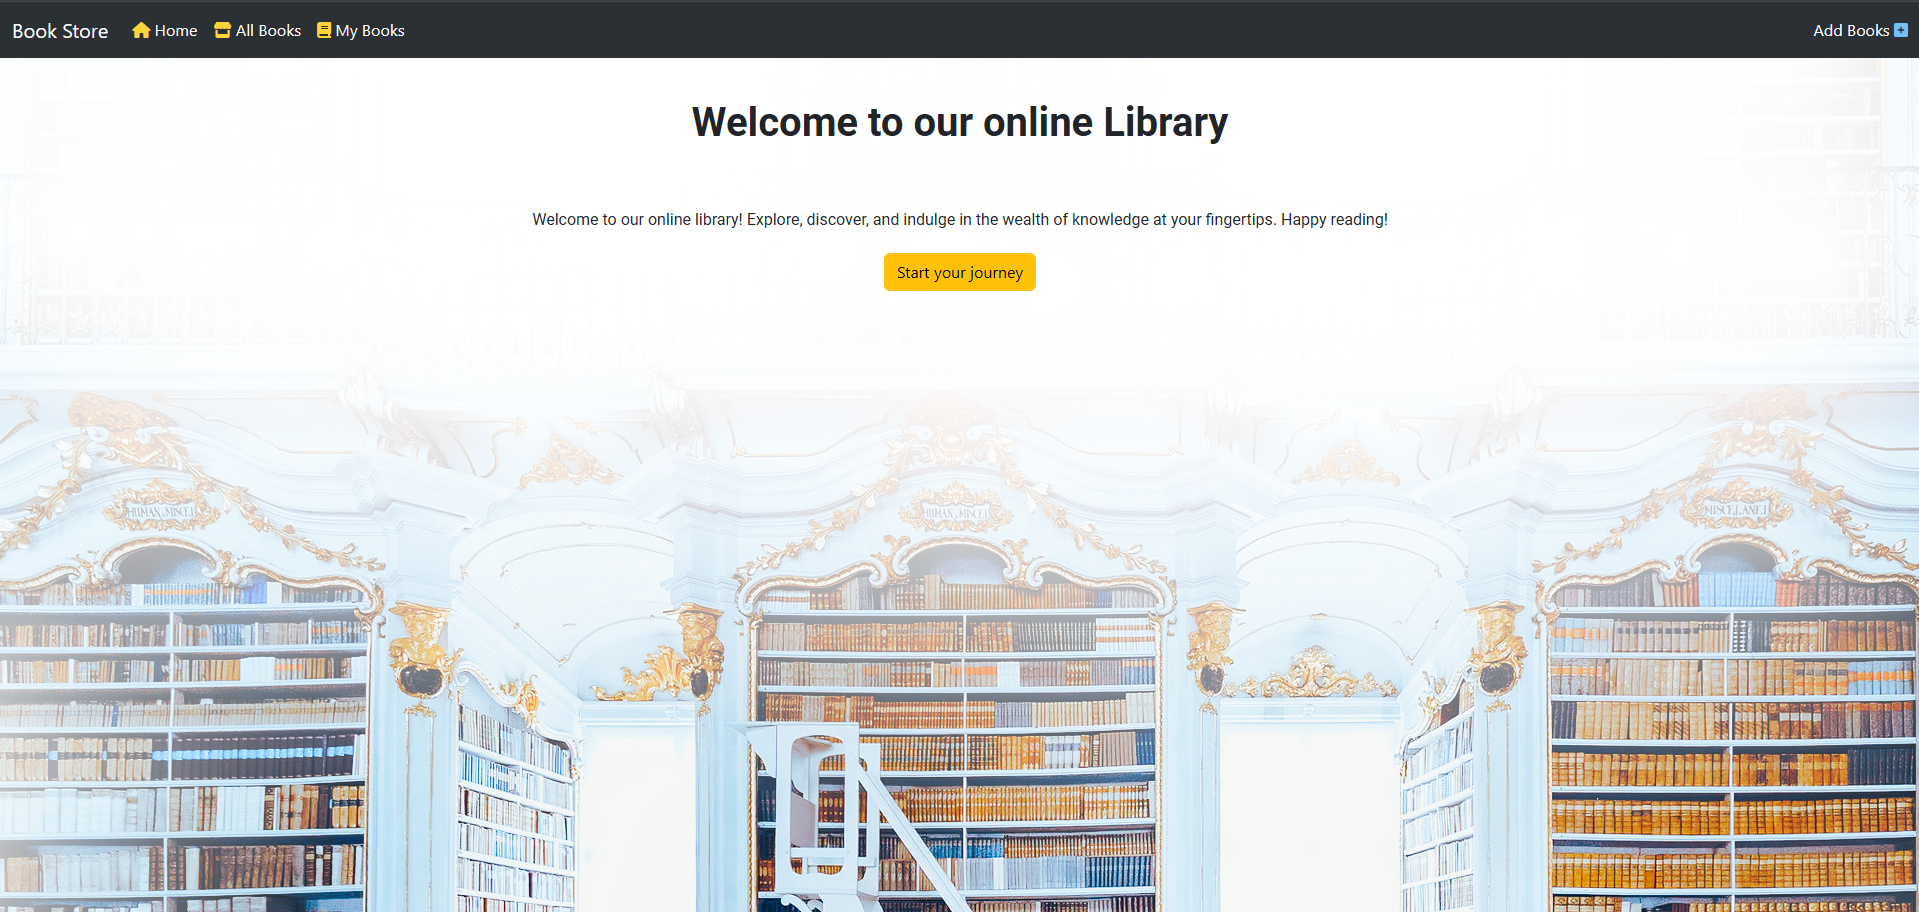 Book Store
Home
All Books
My Books
Add Books
Welcome to our online Library
Welcome to our online library! Explore, discover, and indulge in the wealth of knowledge at your fingertips. Happy reading!
Start your journey
HUMAN.MISCEL
HUMAN.MISCEL